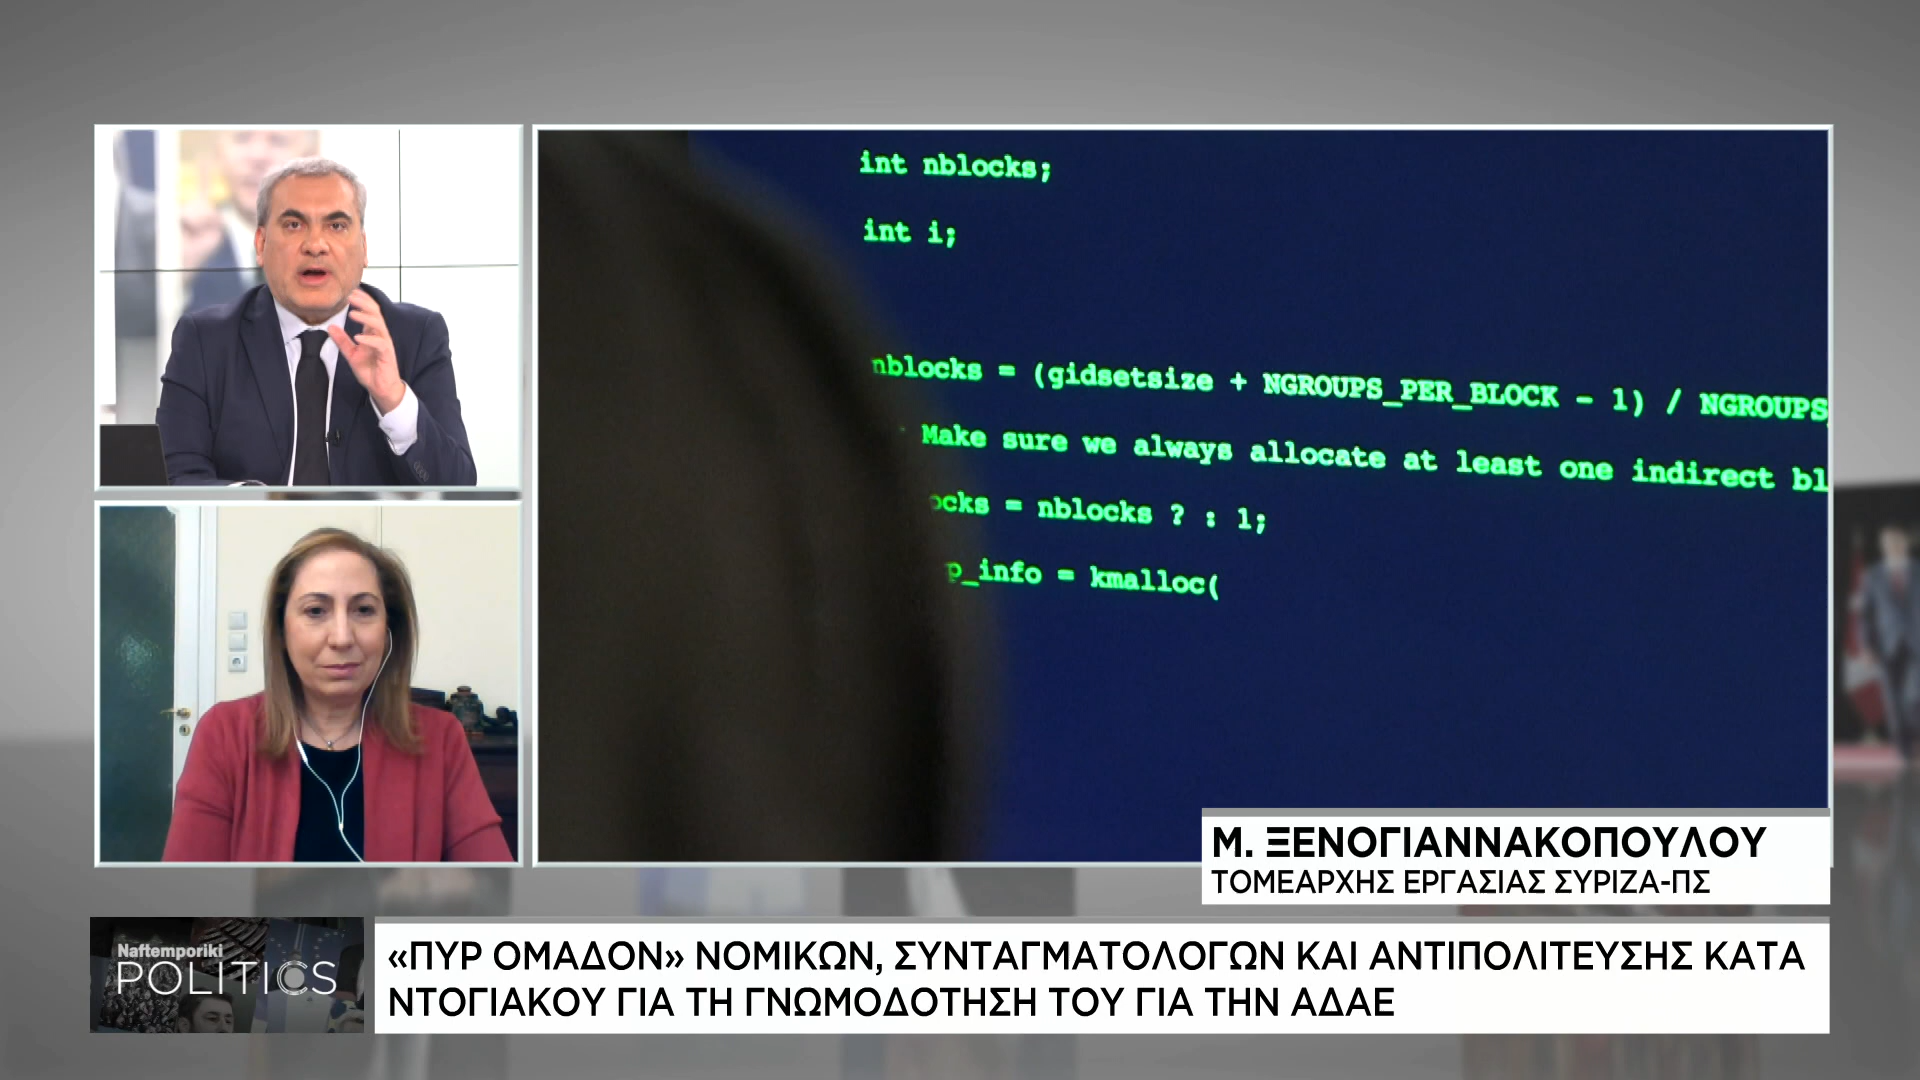 int nblocks;
int i;
nblocks = (gidsetsize + NGROUPS_PER_BLOCK - 1) / NGROUPS_
Make sure we always allocate at least one indirect bl
ocks = nblocks ? : 1;
p_info = kmalloc(
Μ. ΞΕΝΟΓΙΑΝΝΑΚΟΠΟΥΛΟΥ
ΤΟΜΕΑΡΧΗΣ ΕΡΓΑΣΙΑΣ ΣΥΡΙΖΑ-ΠΣ
Naftemporiki
POLITICS
«ΠΥΡ ΟΜΑΔΟΝ» ΝΟΜΙΚΩΝ, ΣΥΝΤΑΓΜΑΤΟΛΟΓΩΝ ΚΑΙ ΑΝΤΙΠΟΛΙΤΕΥΣΗΣ ΚΑΤΑ
ΝΤΟΓΙΑΚΟΥ ΓΙΑ ΤΗ ΓΝΩΜΟΔΟΤΗΣΗ ΤΟΥ ΓΙΑ ΤΗΝ ΑΔΑΕ